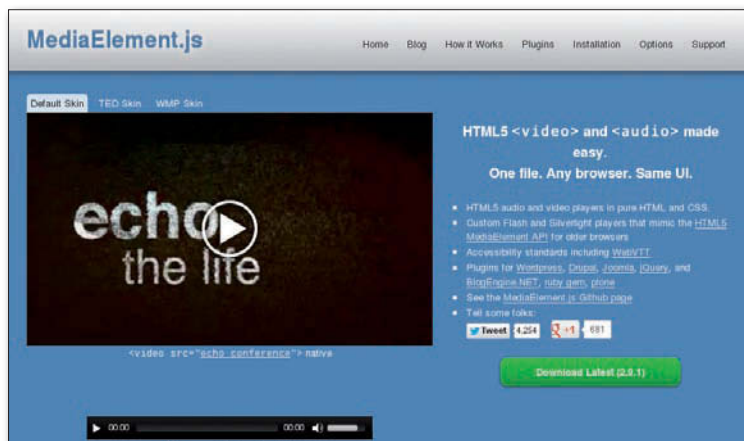 MediaElement.js
Home Blog How it Works Plugins Installation Options Support
Default Skin TED Skin WMP Skin
echo
the life
<video src="echo conference"> native
00:00 00:00
HTML5 <video> and <audio> made
easy.
One file. Any browser. Same UI.
HTML5 audio and video players in pure HTML and CSS.
Custom Flash and Silverlight players that mimic the HTML5
MediaElement API for older browsers
Accessibility standards including WebVTT
Plugins for Wordpress, Drupal, Joomla, jQuery, and
BlogEngine.NET, ruby gem, plone
See the MediaElement.js Github page
Tell some folks:
Tweet 4,254 +1 681
Download Latest (2.9.1)